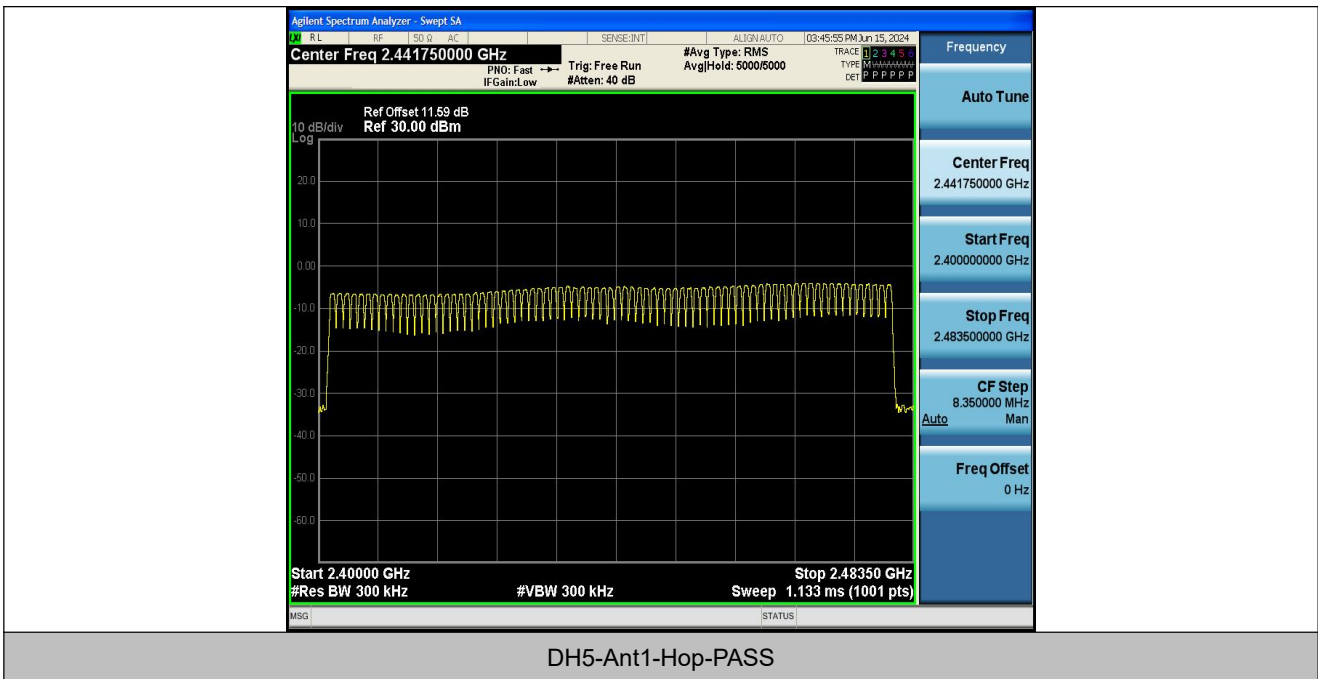 Agilent Spectrum Analyzer - Swept SA
RL RF 50 Ω AC SENSE:INT ALIGN AUTO 03:45:55 PM Jun 15, 2024
Center Freq 2.441750000 GHz
PNO: Fast
IFGain:Low
Trig: Free Run
#Atten: 40 dB
#Avg Type: RMS
Avg|Hold: 5000/5000
TRACE 1 2 3 4 5 6
TYPE M
DET P P P P P P
Frequency
Ref Offset 11.59 dB
10 dB/div Ref 30.00 dBm
Log
20.0
10.0
0.00
-10.0
-20.0
-30.0
-40.0
-50.0
-60.0
Start 2.40000 GHz Stop 2.48350 GHz
#Res BW 300 kHz #VBW 300 kHz Sweep 1.133 ms (1001 pts)
Auto Tune
Center Freq
2.441750000 GHz
Start Freq
2.400000000 GHz
Stop Freq
2.483500000 GHz
CF Step
8.350000 MHz
Auto Man
Freq Offset
0 Hz
MSG STATUS
DH5-Ant1-Hop-PASS